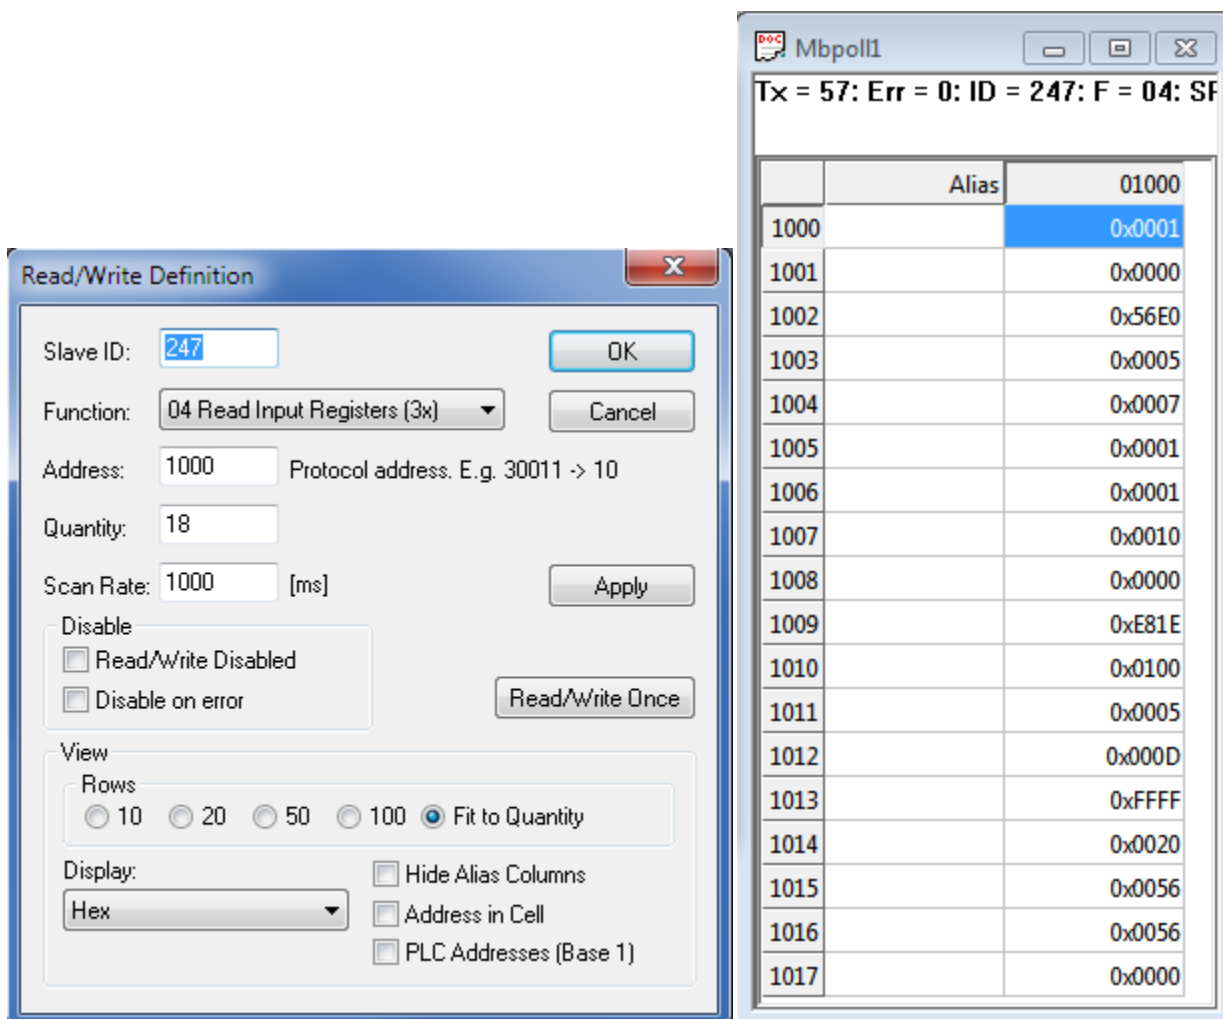 Read/Write Definition
Slave ID: 247 OK
Function: 04 Read Input Registers (3x) Cancel
Address: 1000 Protocol address. E.g. 30011 -> 10
Quantity: 18
Scan Rate: 1000 [ms] Apply
Disable
Read/Write Disabled
Disable on error
Read/Write Once
View
Rows
10 20 50 100 Fit to Quantity
Display:
Hex
Hide Alias Columns
Address in Cell
PLC Addresses (Base 1)
DOC
Mbpoll1
Tx = 57: Err = 0: ID = 247: F = 04: SR
Alias 01000
1000 0x0001
1001 0x0000
1002 0x56E0
1003 0x0005
1004 0x0007
1005 0x0001
1006 0x0001
1007 0x0010
1008 0x0000
1009 0xE81E
1010 0x0100
1011 0x0005
1012 0x000D
1013 0xFFFF
1014 0x0020
1015 0x0056
1016 0x0056
1017 0x0000